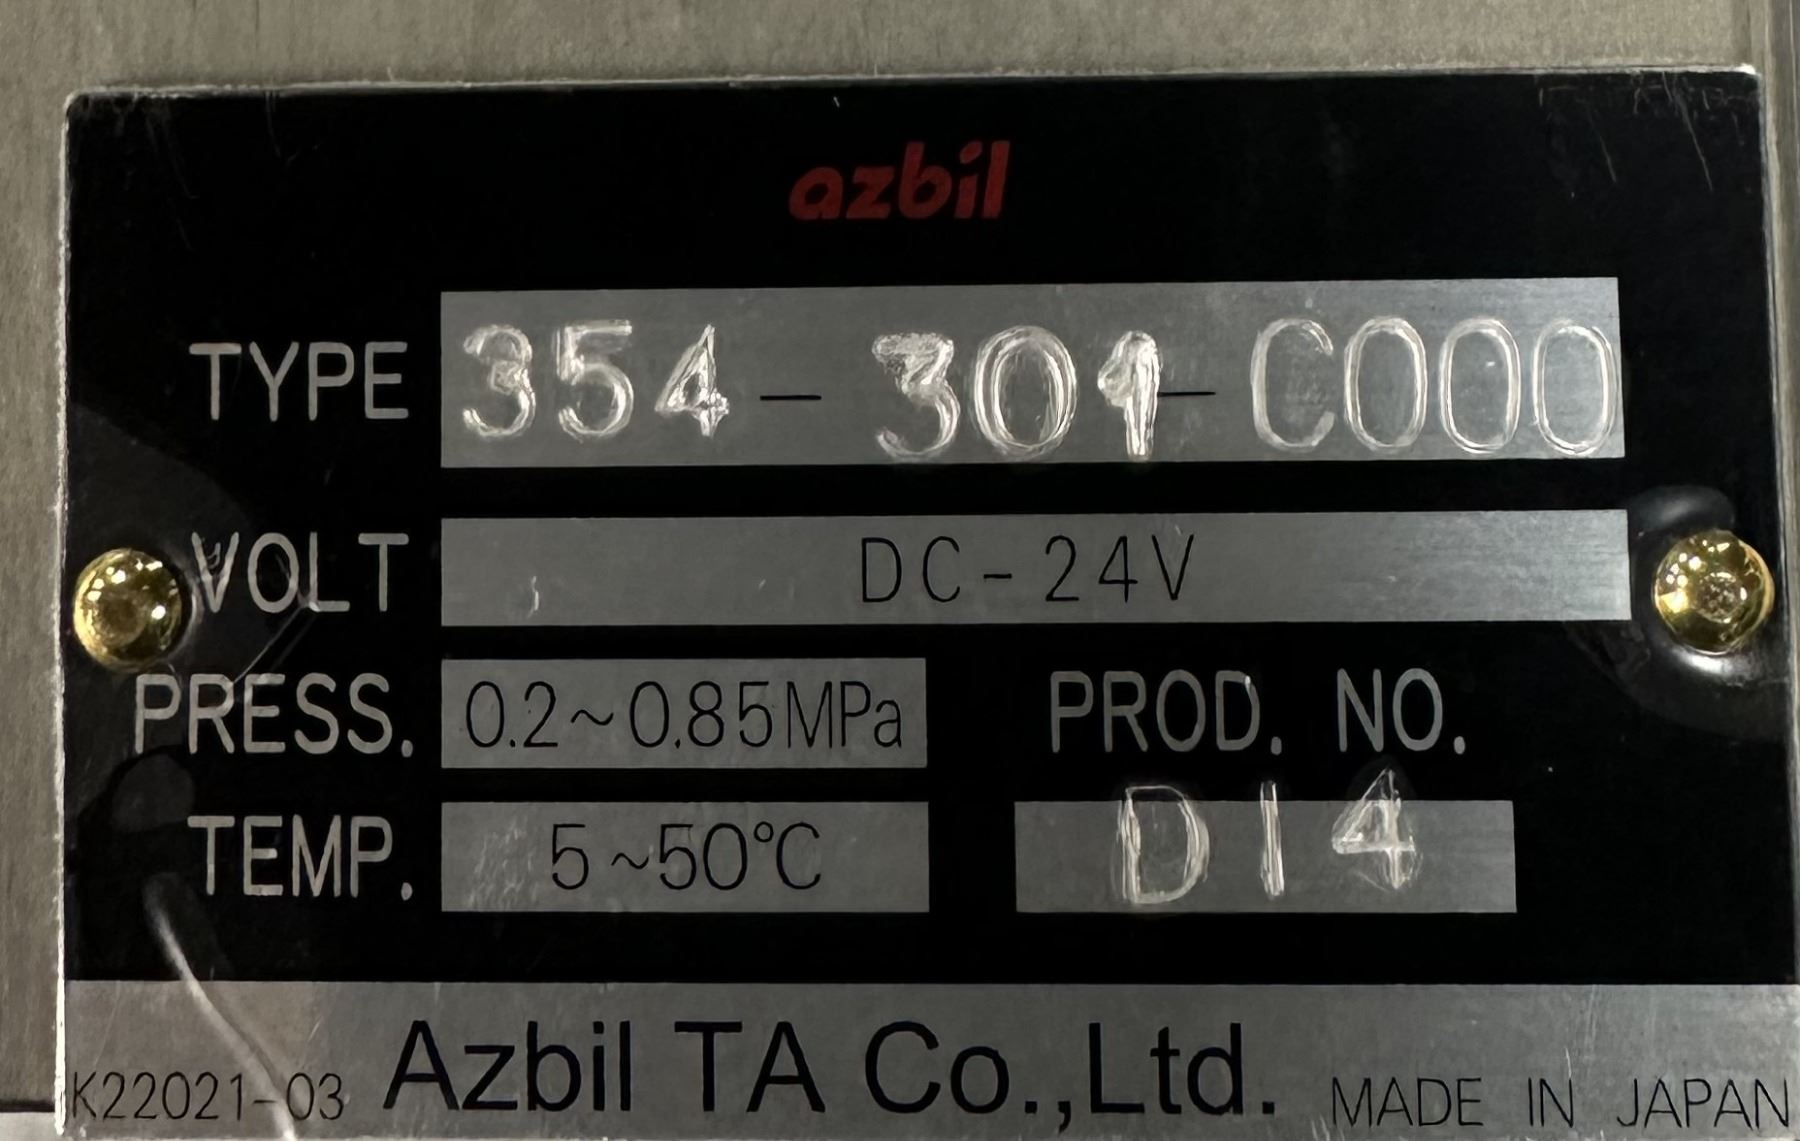 azbil
TYPE 354-301-C000
VOLT DC-24V
PRESS. 0.2~0.85MPa PROD. NO.
TEMP. 5~50°C D14
K22021-03 Azbil TA Co.,Ltd. MADE IN JAPAN